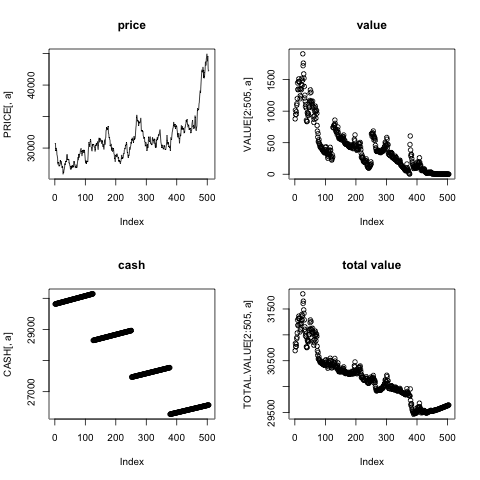 price
PRICE[, a]
30000 40000
0 100 200 300 400 500
Index
value
VALUE[2:505, a]
0 500 1000 1500
0 100 200 300 400 500
Index
cash
CASH[, a]
27000 29000
0 100 200 300 400 500
Index
total value
TOTAL.VALUE[2:505, a]
29500 30500 31500
0 100 200 300 400 500
Index